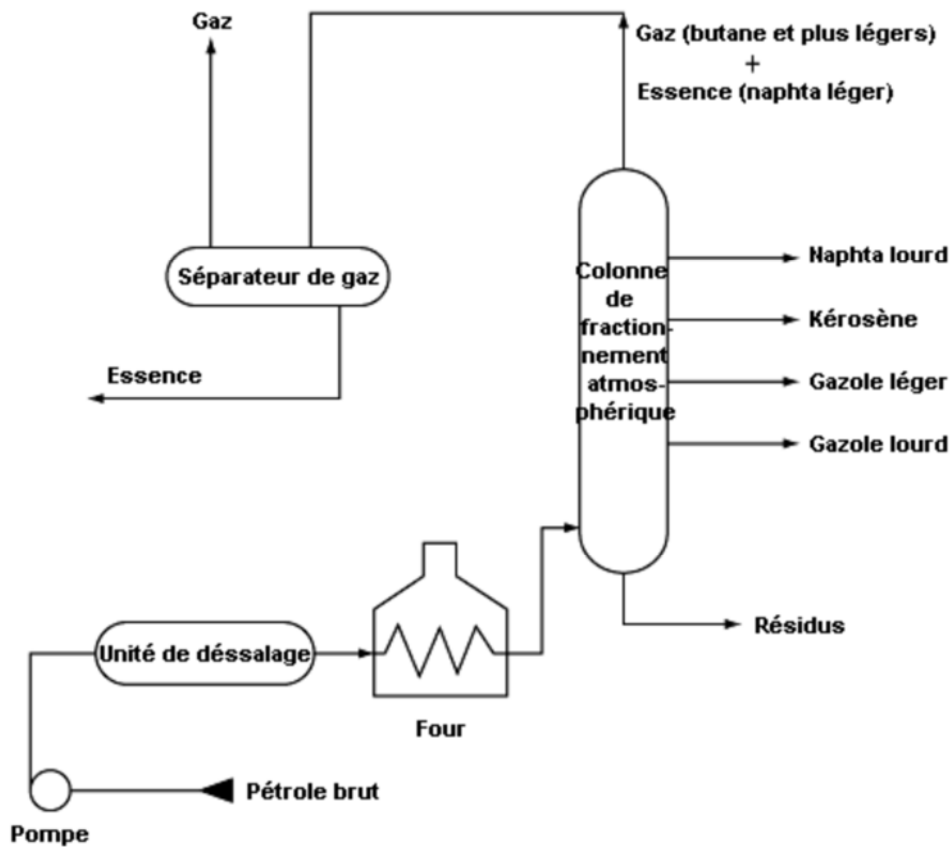 Gaz
Gaz (butane et plus légers)
+
Essence (naphta léger)
Séparateur de gaz
Essence
Colonne
de
fraction-
nement
atmos-
phérique
Naphta lourd
Kérosène
Gazole léger
Gazole lourd
Résidus
Unité de déssalage
Four
Pétrole brut
Pompe